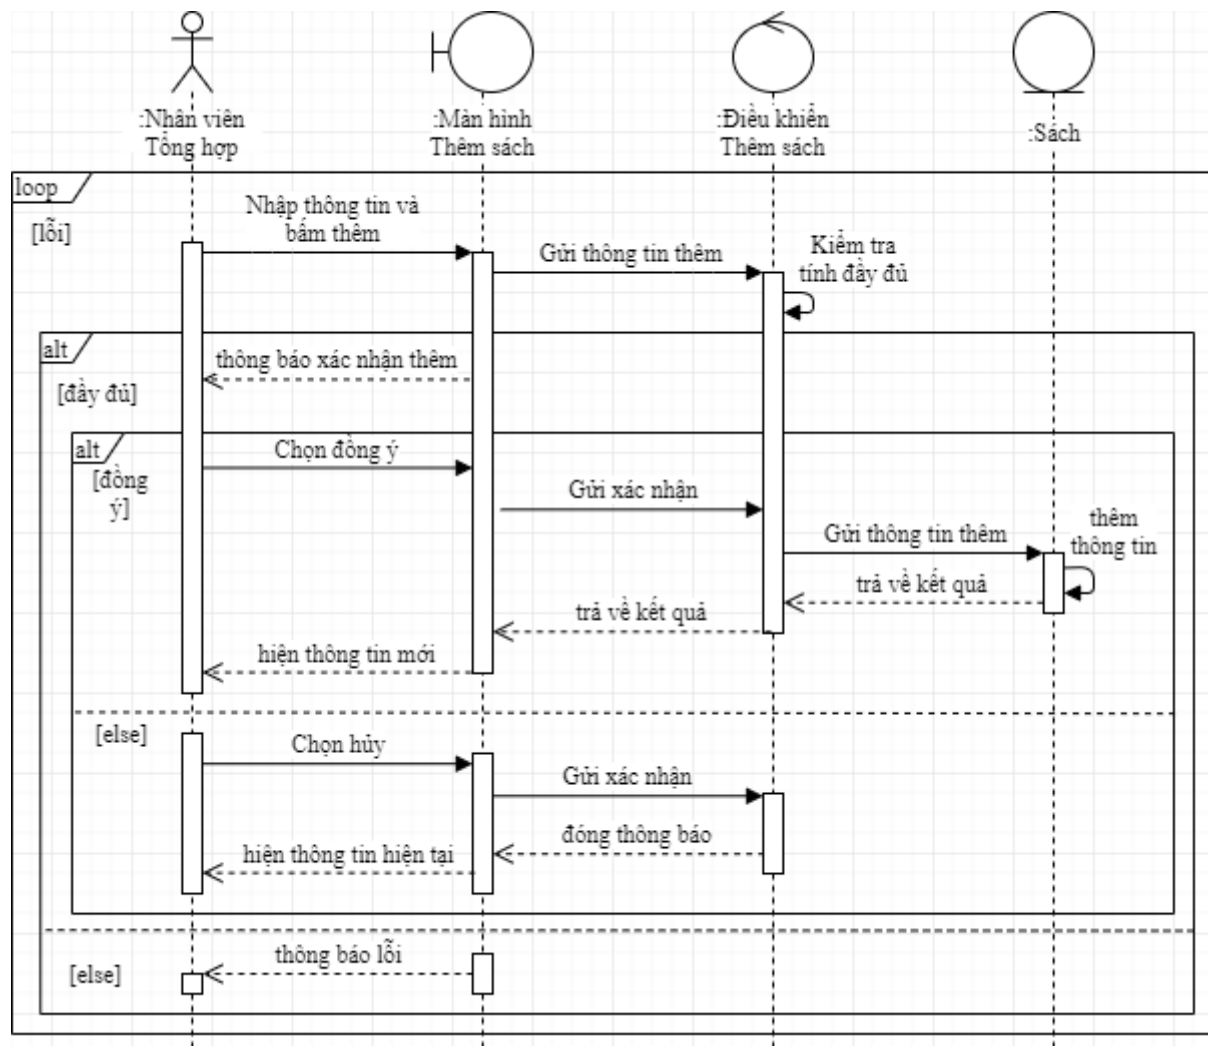 :Nhân viên
Tổng hợp
:Màn hình
Thêm sách
:Điều khiển
Thêm sách
:Sách
loop
[lỗi]
Nhập thông tin và
bấm thêm
Gửi thông tin thêm
Kiểm tra
tính đầy đủ
alt
[đầy đủ]
thông báo xác nhận thêm
alt
[đồng
ý]
Chọn đồng ý
Gửi xác nhận
Gửi thông tin thêm
thêm
thông tin
trả về kết quả
trả về kết quả
hiện thông tin mới
[else]
Chọn hủy
Gửi xác nhận
đóng thông báo
hiện thông tin hiện tại
[else]
thông báo lỗi